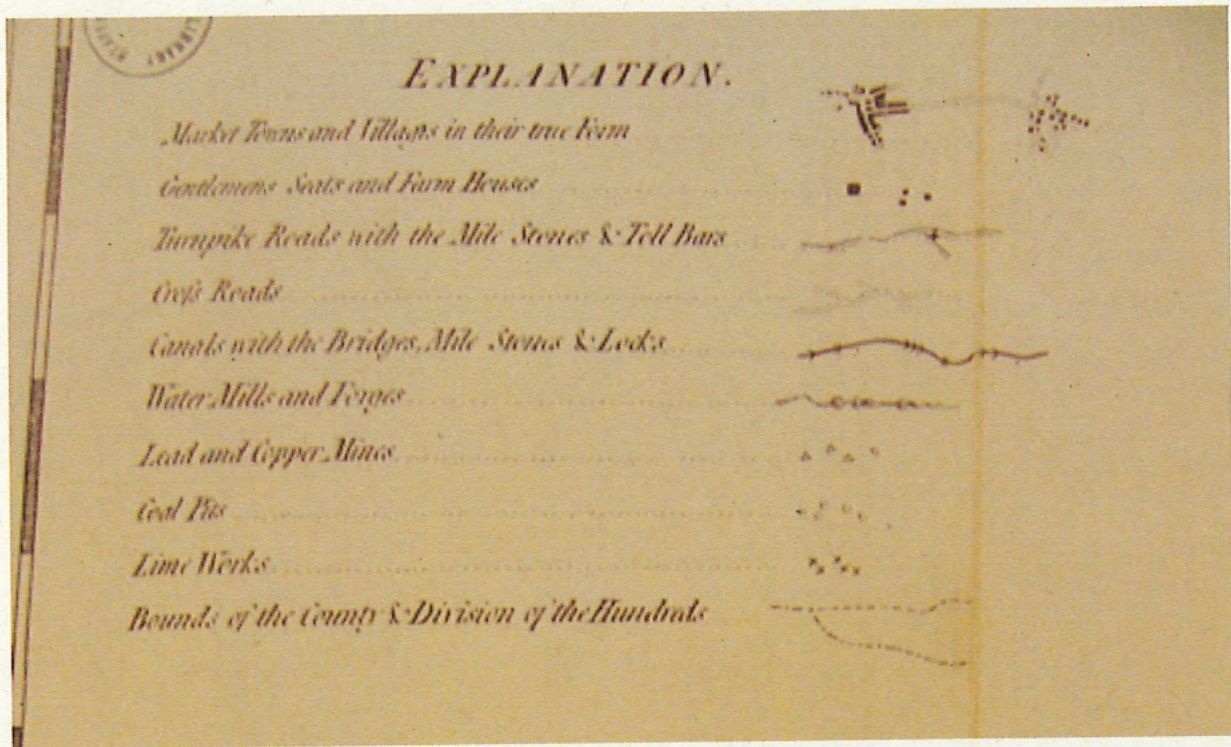 LIBRARY
EXPLANATION.
Market Towns and Villages in their true Form
Gentlemens Seats and Farm Houses
Turnpike Roads with the Mile Stones & Toll Bars
Croſs Roads
Canals with the Bridges, Mile Stones & Locks
Water Mills and Forges
Lead and Copper Mines
Coal Pits
Lime Works
Bounds of the County & Division of the Hundreds